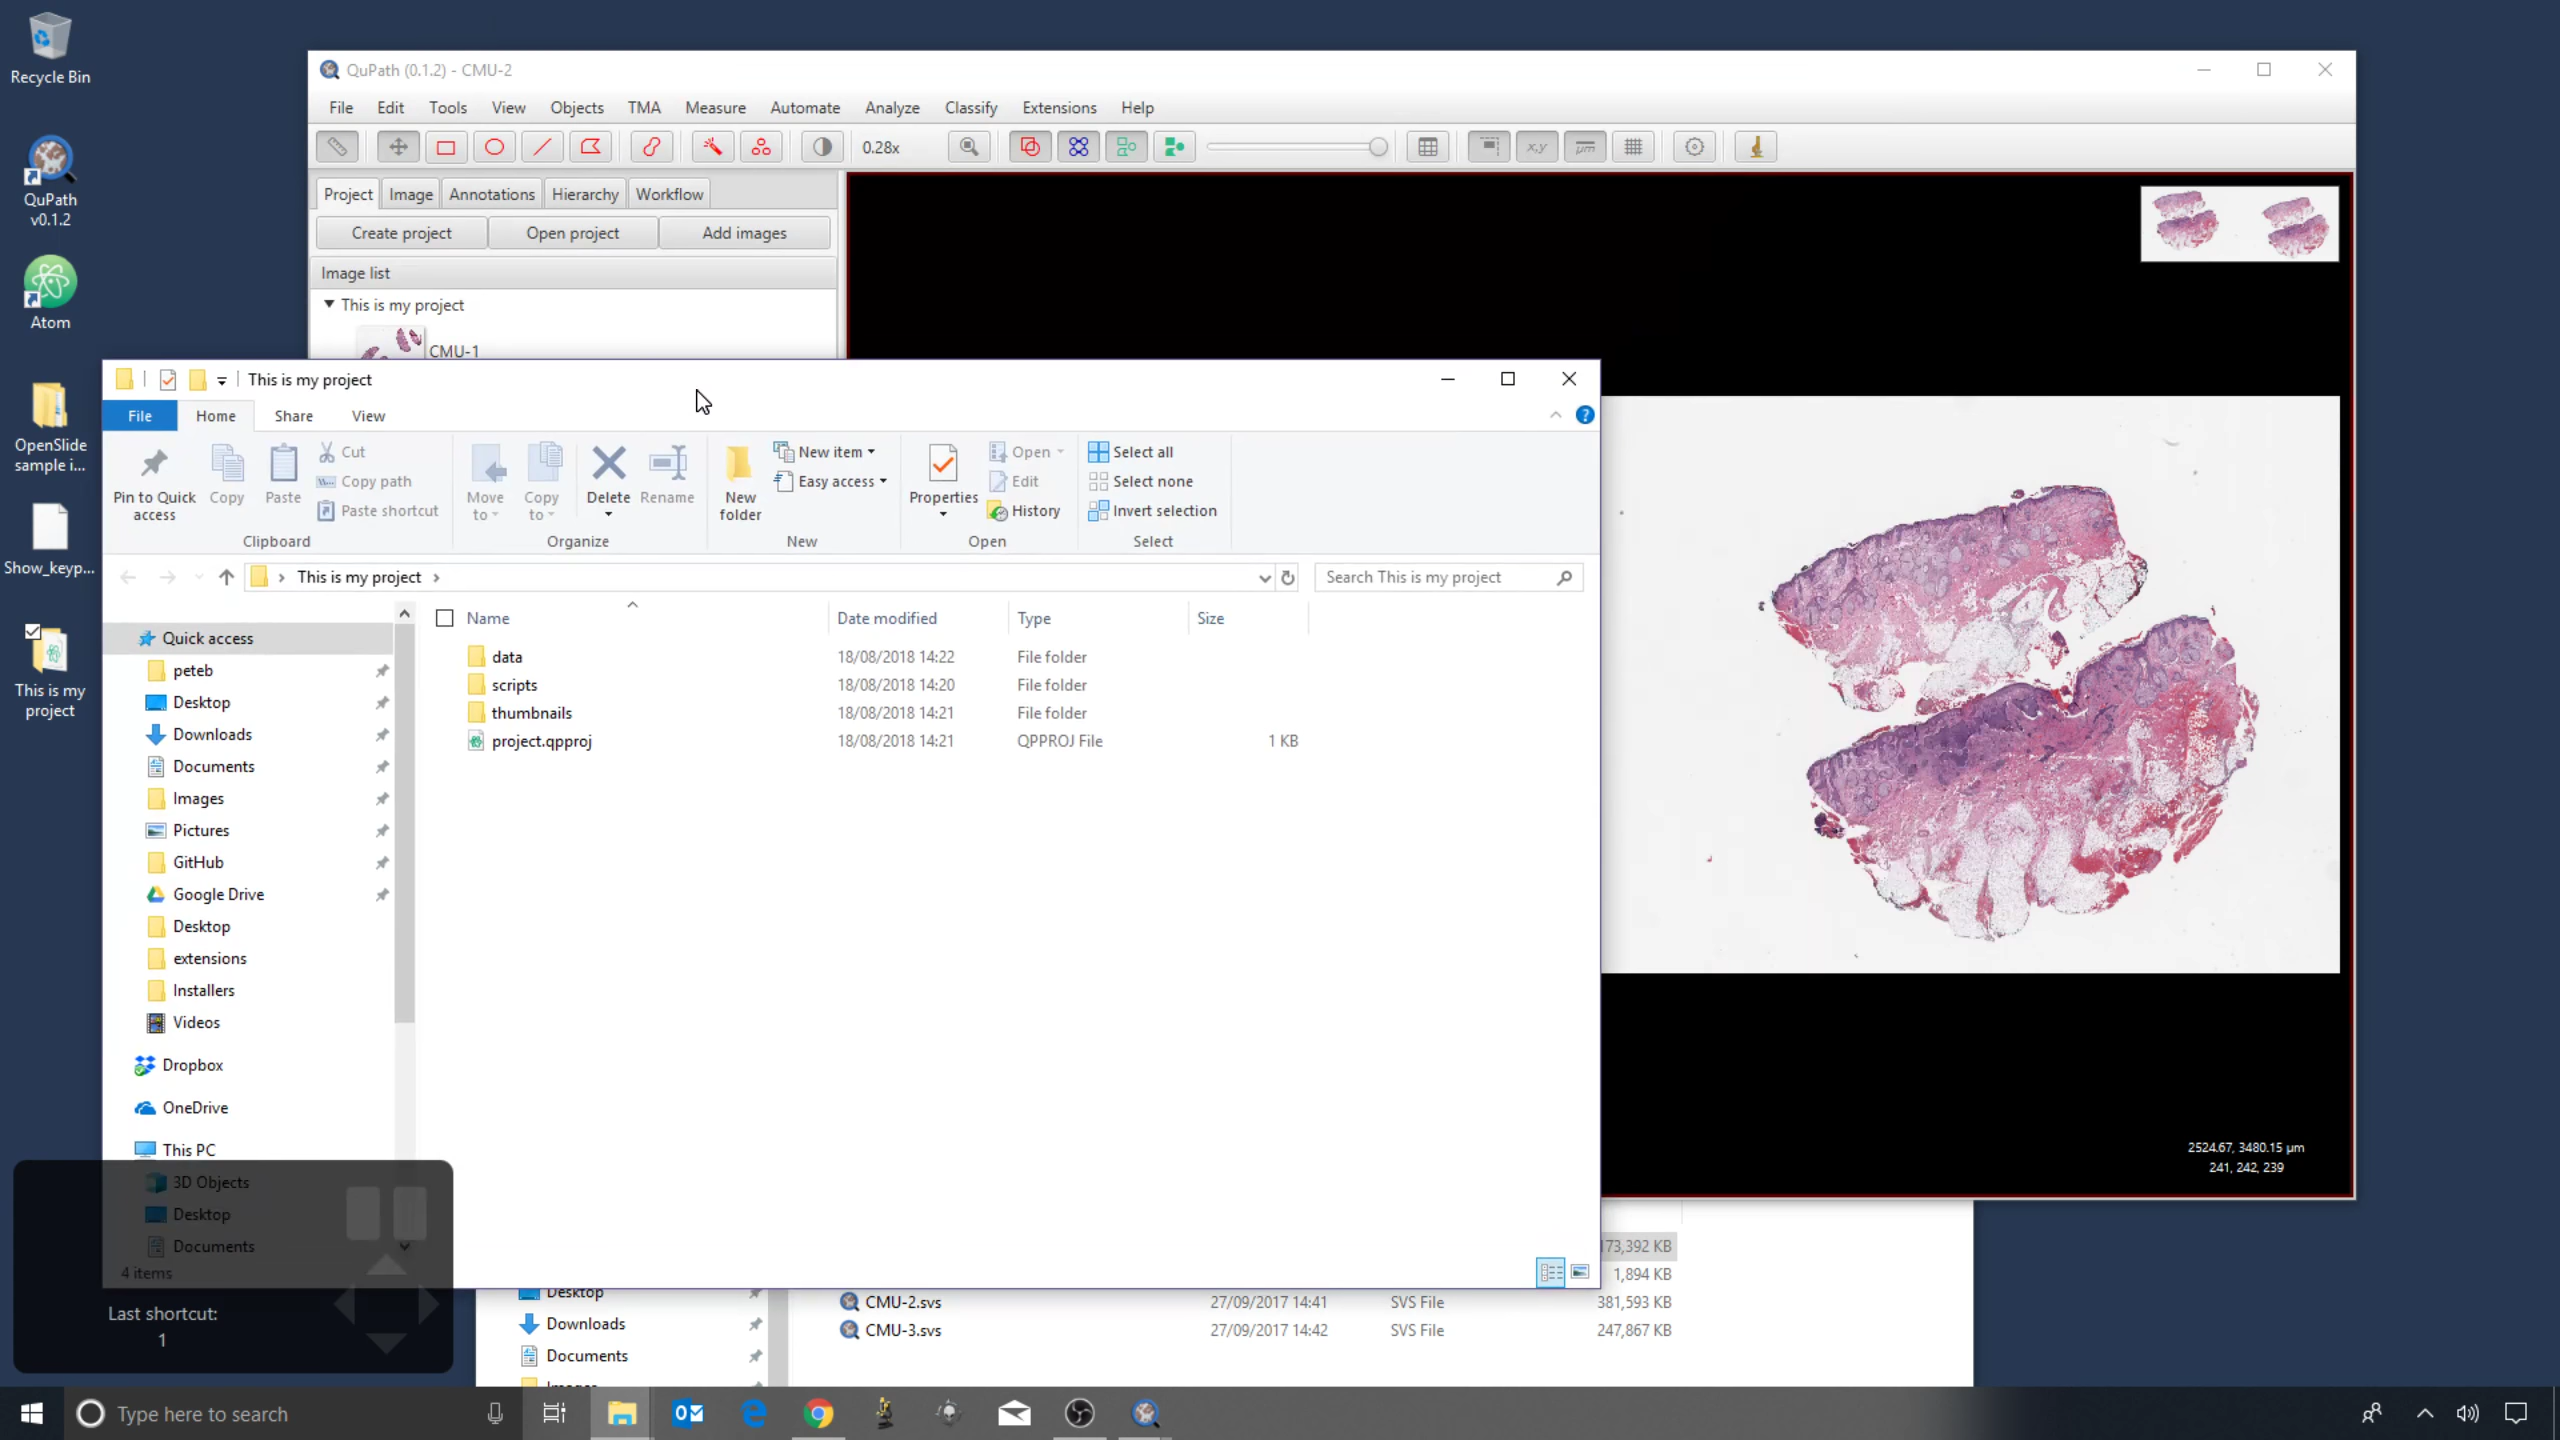 Recycle Bin
QuPath
v0.1.2
Atom
OpenSlide
sample i...
Show_keyp...
This is my
project
QuPath (0.1.2) - CMU-2
File Edit Tools View Objects TMA Measure Automate Analyze Classify Extensions Help
0.28x
x,y
µm
Project Image Annotations Hierarchy Workflow
Create project Open project Add images
Image list
This is my project
CMU-1
This is my project
File Home Share View
Pin to Quick
access
Copy
Paste
Cut
Copy path
Paste shortcut
Clipboard
Move
to
Copy
to
Delete
Rename
Organize
New
folder
New item
Easy access
New
Properties
Open
Edit
History
Open
Select all
Select none
Invert selection
Select
This is my project
Search This is my project
Name Date modified Type Size
data 18/08/2018 14:22 File folder
scripts 18/08/2018 14:20 File folder
thumbnails 18/08/2018 14:21 File folder
project.qpproj 18/08/2018 14:21 QPPROJ File 1 KB
Quick access
peteb
Desktop
Downloads
Documents
Images
Pictures
GitHub
Google Drive
Desktop
extensions
Installers
Videos
Dropbox
OneDrive
This PC
3D Objects
Desktop
Documents
4 items
Last shortcut:
1
2524.67, 3480.15 µm
241, 242, 239
173,392 KB
1,894 KB
CMU-2.svs 27/09/2017 14:41 SVS File 381,593 KB
CMU-3.svs 27/09/2017 14:42 SVS File 247,867 KB
Desktop
Downloads
Documents
Type here to search